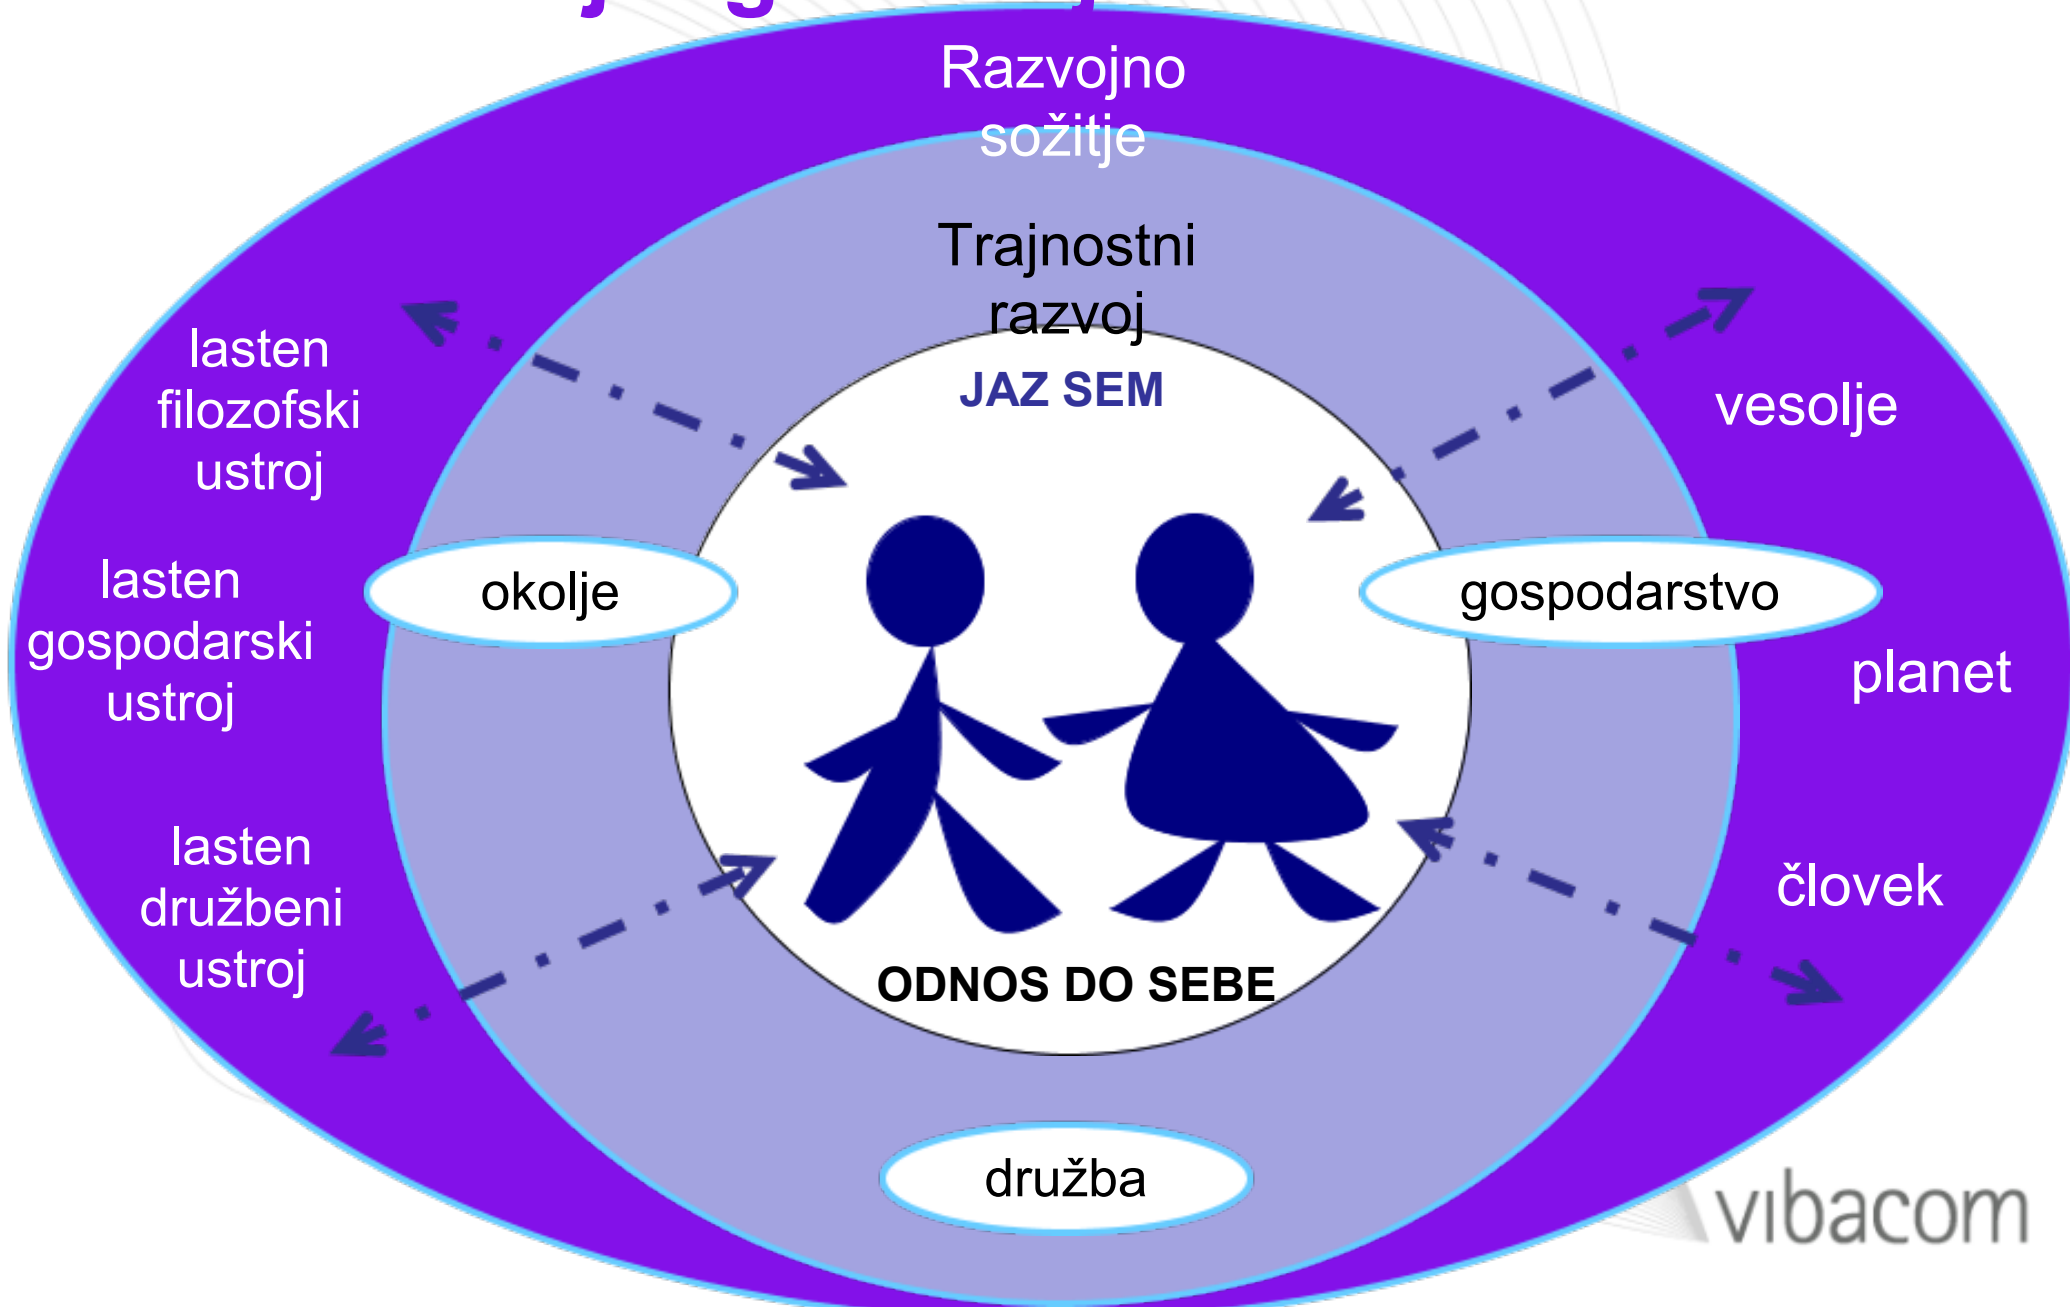 Razvojno
sožitje
Trajnostni
razvoj
JAZ SEM
lasten
filozofski
ustroj
vesolje
lasten
gospodarski
ustroj
okolje
gospodarstvo
planet
lasten
družbeni
ustroj
človek
ODNOS DO SEBE
družba
vibacom